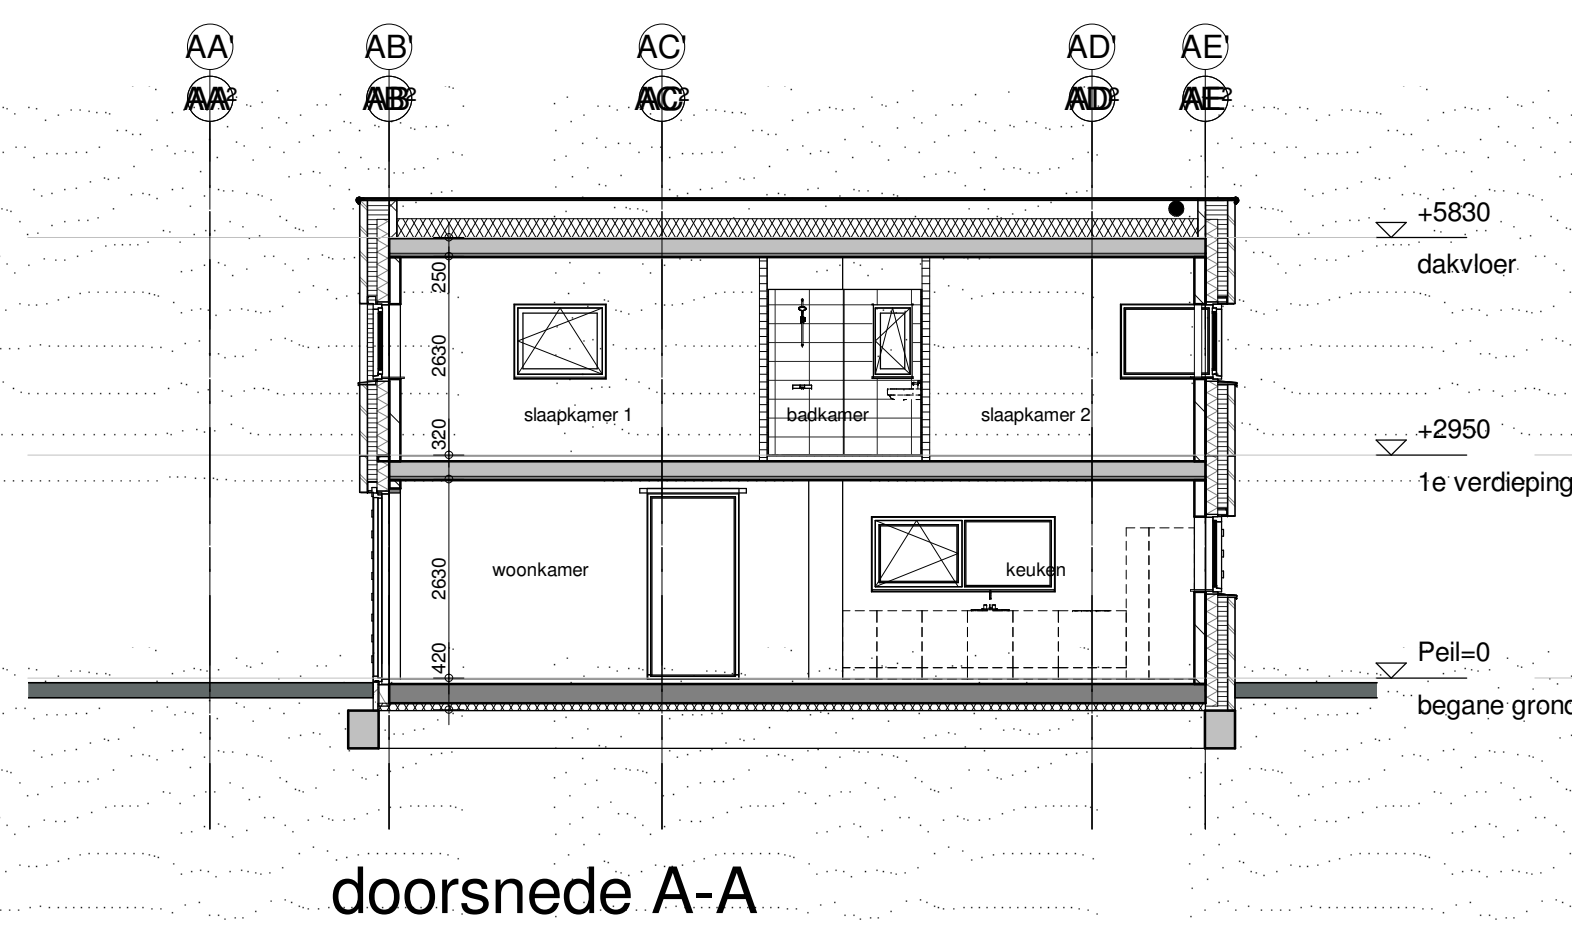 AA' AB' AC' AD' AE'
+5830
dakvloer
250
2630
slaapkamer 1 badkamer slaapkamer 2
320
+2950
1e verdieping
2630
woonkamer keuken
420
Peil=0
begane grond
doorsnede A-A